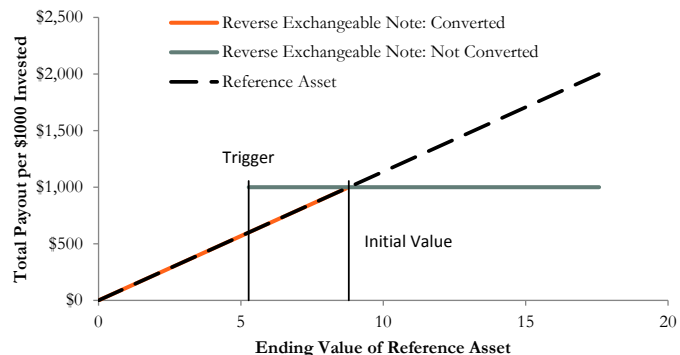 $2,500
Reverse Exchangeable Note: Converted
Reverse Exchangeable Note: Not Converted
Reference Asset
$2,000
$1,500
$1,000
$500
$0
Total Payout per $1000 Invested
Trigger
Initial Value
0
5
10
15
20
Ending Value of Reference Asset